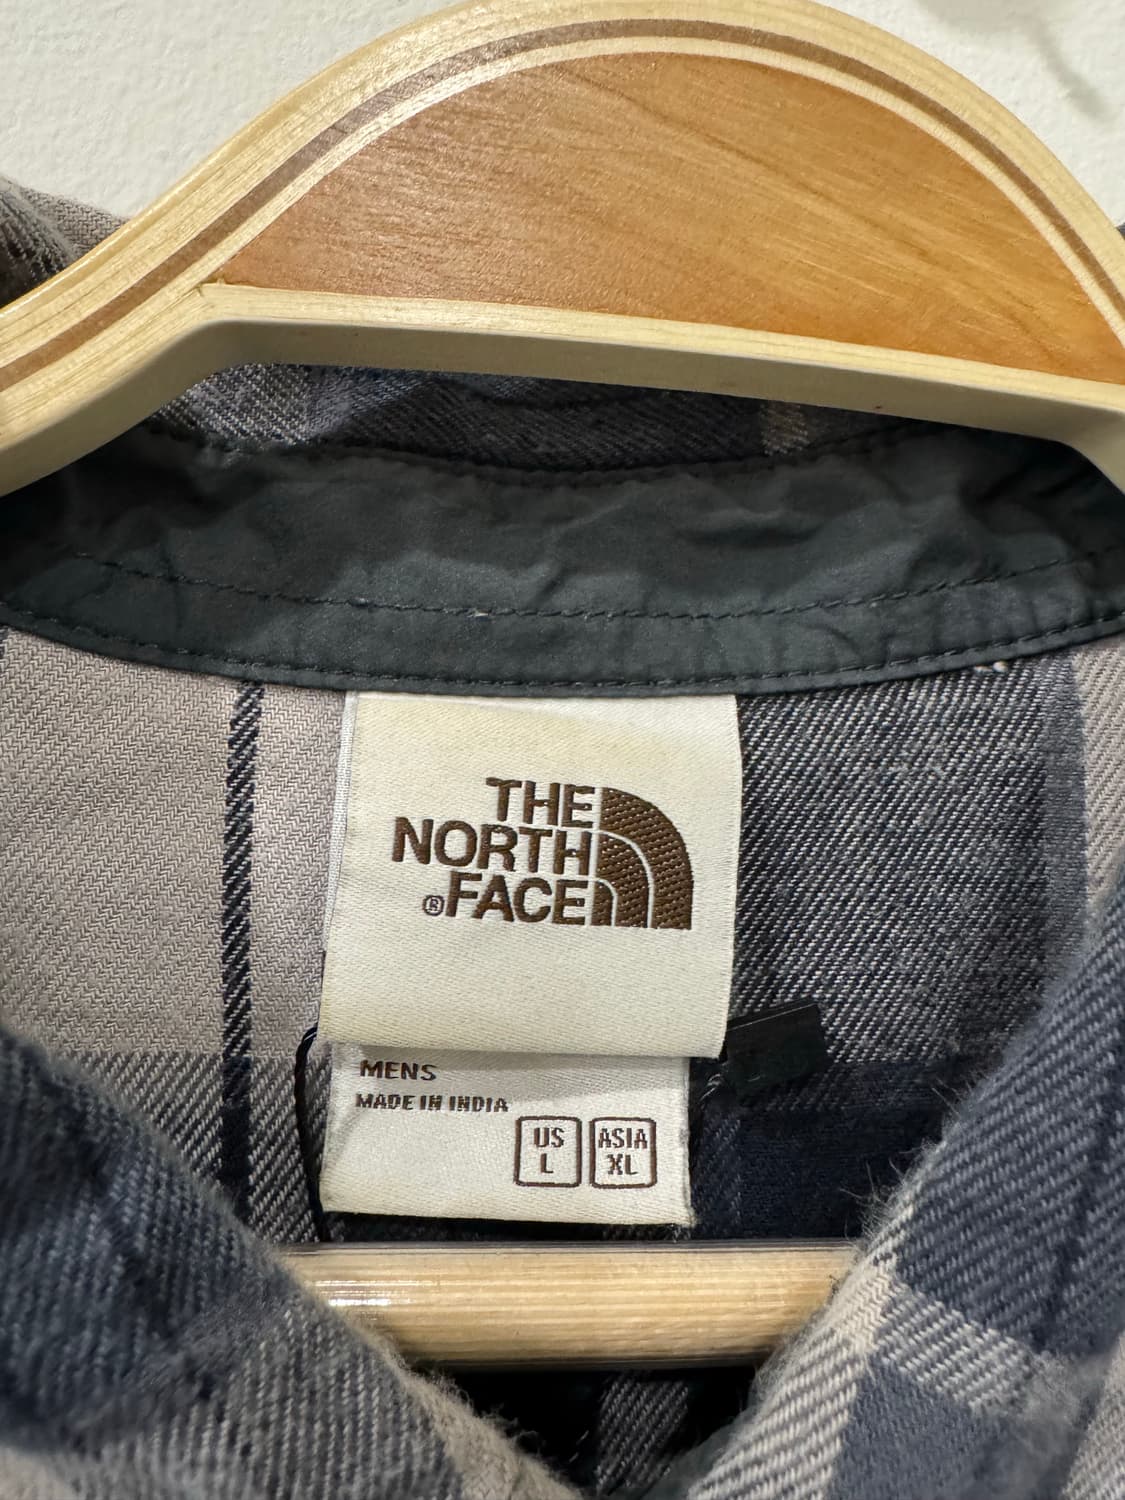 THE
NORTH
®FACE
MENS
MADE IN INDIA
US ASIA
L XL